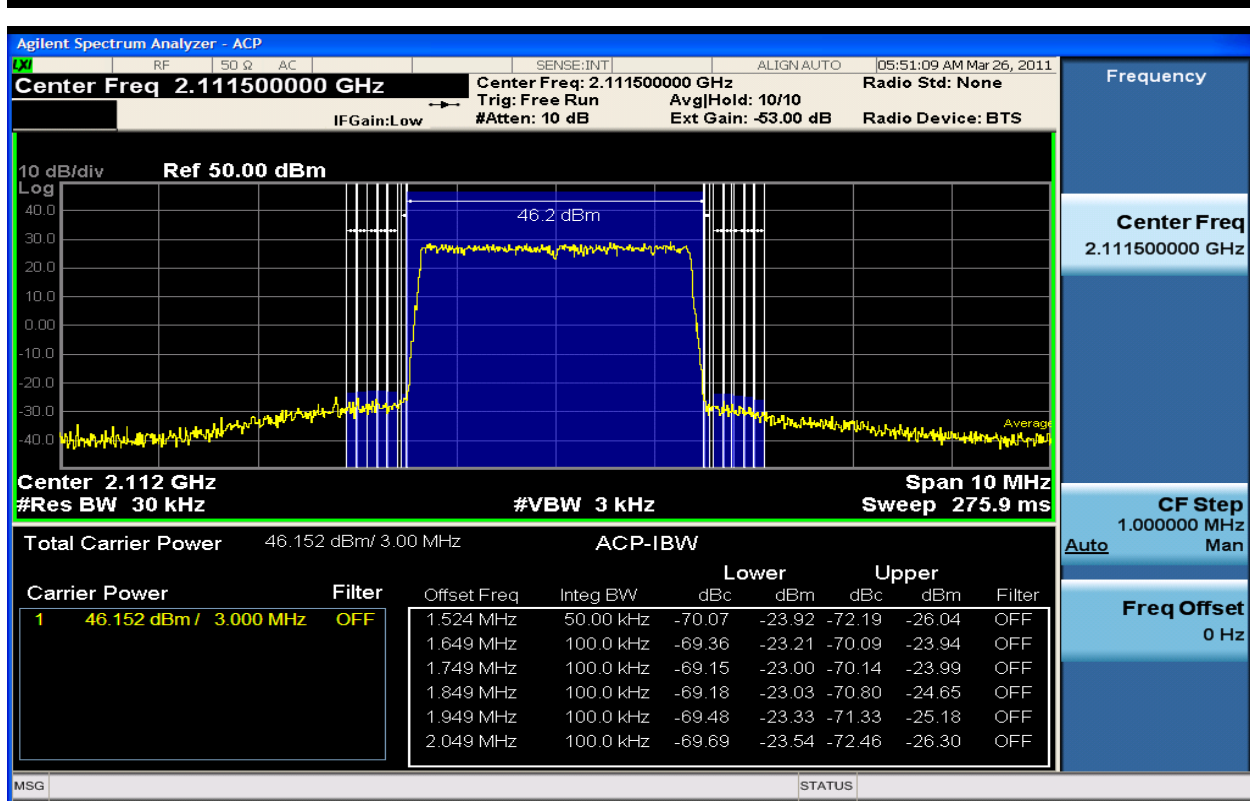 Agilent Spectrum Analyzer - ACP
LXI RF 50 Ω AC SENSE:INT ALIGN AUTO 05:51:09 AM Mar 26, 2011
Center Freq 2.111500000 GHz
IFGain:Low
Center Freq: 2.111500000 GHz
Trig: Free Run Avg|Hold: 10/10
#Atten: 10 dB Ext Gain: -53.00 dB
Radio Std: None
Radio Device: BTS
10 dB/div Ref 50.00 dBm
Log
40.0
30.0
20.0
10.0
0.00
-10.0
-20.0
-30.0
-40.0
46.2 dBm
Average
Center 2.112 GHz Span 10 MHz
#Res BW 30 kHz #VBW 3 kHz Sweep 275.9 ms
Total Carrier Power 46.152 dBm/ 3.00 MHz ACP-IBW
Lower Upper
Carrier Power Filter
1 46.152 dBm / 3.000 MHz OFF
Offset Freq Integ BW dBc dBm dBc dBm Filter
1.524 MHz 50.00 kHz -70.07 -23.92 -72.19 -26.04 OFF
1.649 MHz 100.0 kHz -69.36 -23.21 -70.09 -23.94 OFF
1.749 MHz 100.0 kHz -69.15 -23.00 -70.14 -23.99 OFF
1.849 MHz 100.0 kHz -69.18 -23.03 -70.80 -24.65 OFF
1.949 MHz 100.0 kHz -69.48 -23.33 -71.33 -25.18 OFF
2.049 MHz 100.0 kHz -69.69 -23.54 -72.46 -26.30 OFF
Frequency
Center Freq
2.111500000 GHz
CF Step
1.000000 MHz
Auto Man
Freq Offset
0 Hz
MSG STATUS